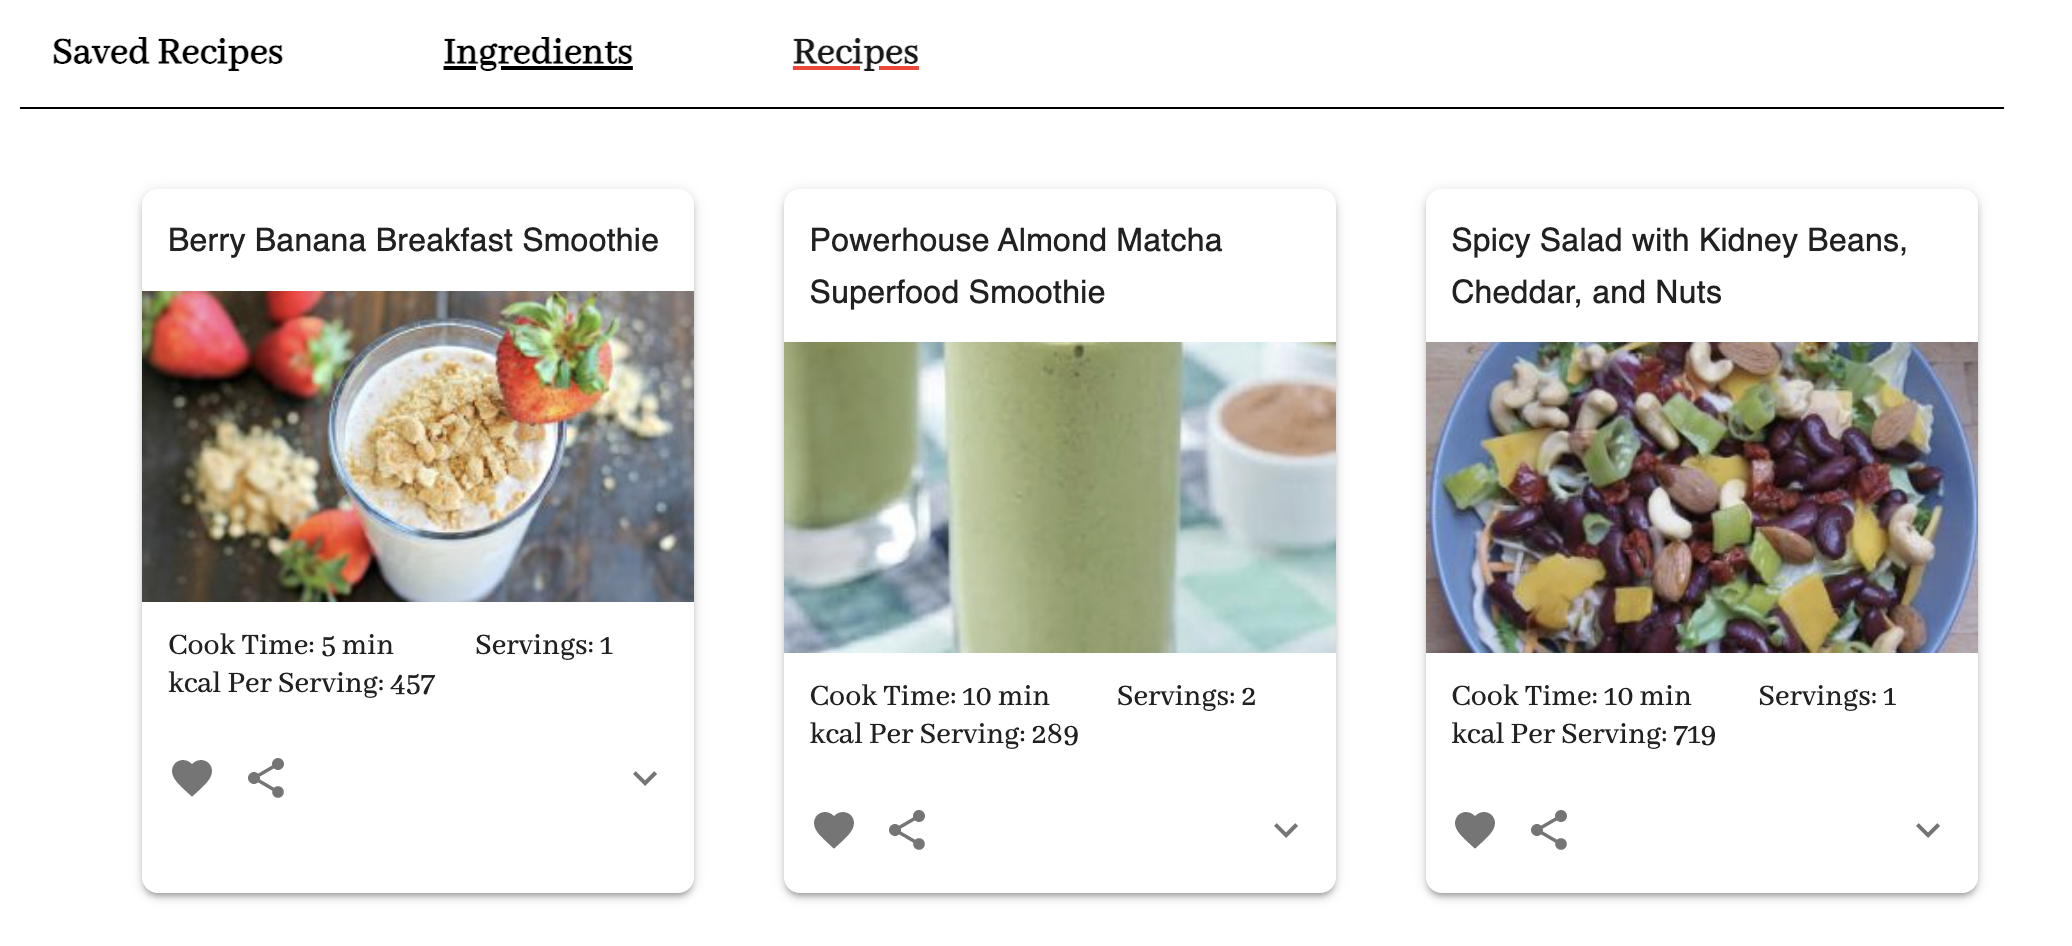 Saved Recipes
Ingredients
Recipes
Berry Banana Breakfast Smoothie
Cook Time: 5 min
Servings: 1
kcal Per Serving: 457
Powerhouse Almond Matcha
Superfood Smoothie
Cook Time: 10 min
Servings: 2
kcal Per Serving: 289
Spicy Salad with Kidney Beans,
Cheddar, and Nuts
Cook Time: 10 min
Servings: 1
kcal Per Serving: 719